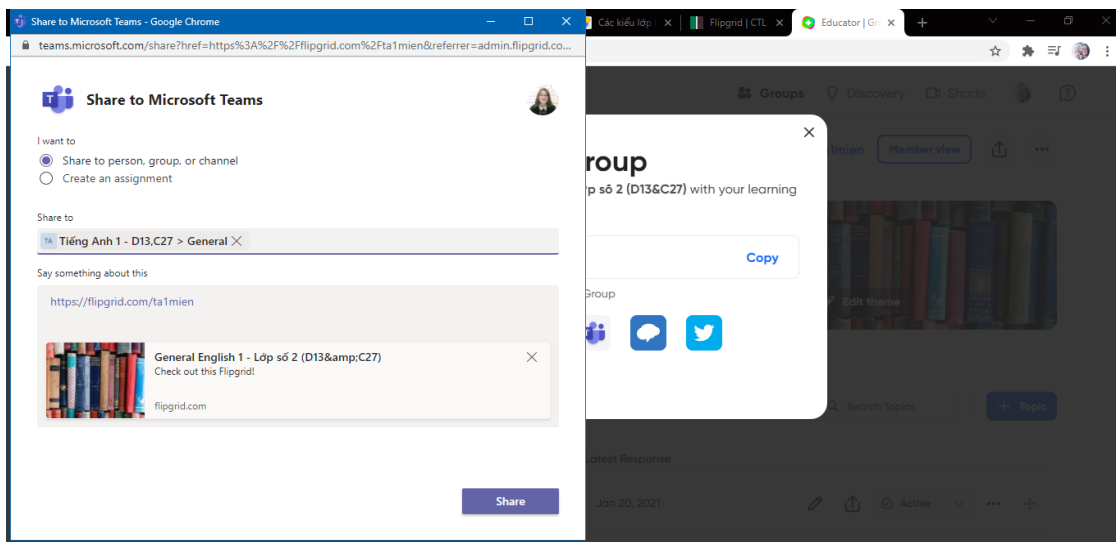 Share to Microsoft Teams - Google Chrome
teams.microsoft.com/share?href=https%3A%2F%2Fflipgrid.com%2Fta1mien&referrer=admin.flipgrid.co...
Share to Microsoft Teams
I want to
Share to person, group, or channel
Create an assignment
Share to
TA Tiếng Anh 1 - D13,C27 > General
Say something about this
https://flipgrid.com/ta1mien
General English 1 - Lớp số 2 (D13&amp;C27)
Check out this Flipgrid!
flipgrid.com
Share
Các kiểu lớp
Flipgrid | CTL
Educator | Gr
Groups
Discovery
Shorts
1mien
Member view
roup
p số 2 (D13&C27) with your learning
Copy
Group
Edit theme
Search Topics
+ Topic
Latest Response
Jan 20, 2021
Active